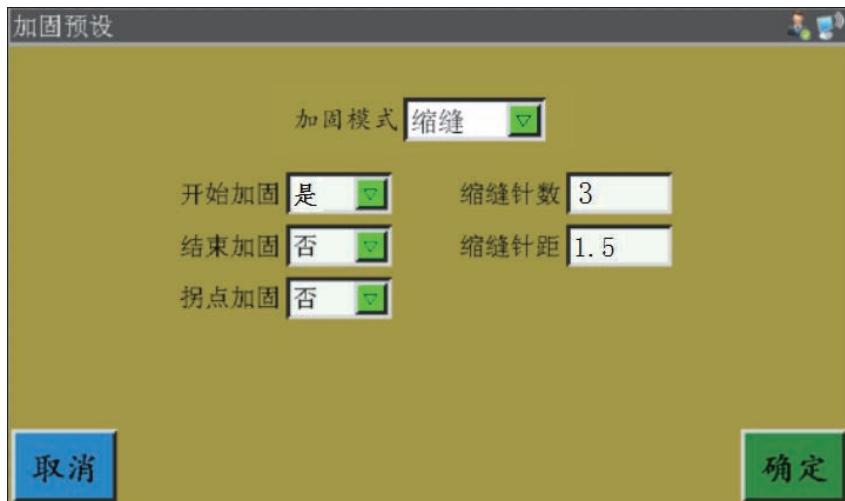 加固预设
加固模式 缩缝
开始加固 是 缩缝针数 3
结束加固 否 缩缝针距 1.5
拐点加固 否
取消 确定